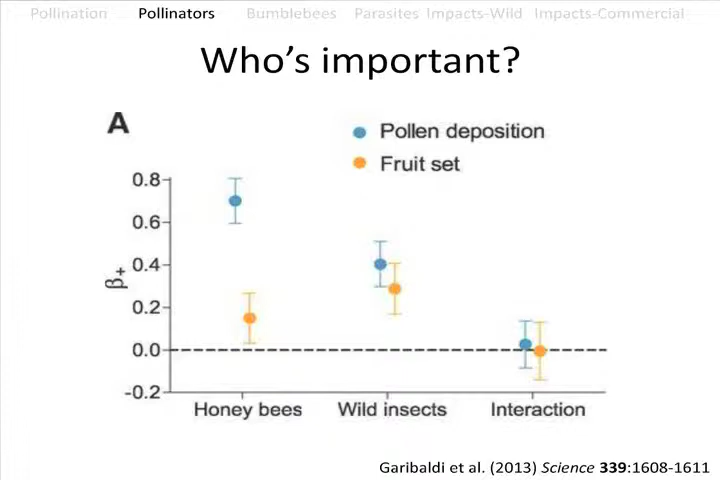 Pollination Pollinators Bumblebees Parasites Impacts-Wild Impacts-Commercial
Who's important?
A
Pollen deposition
Fruit set
0.8
0.6
0.4
0.2
0.0
-0.2
β+
Honey bees Wild insects Interaction
Garibaldi et al. (2013) Science 339:1608-1611